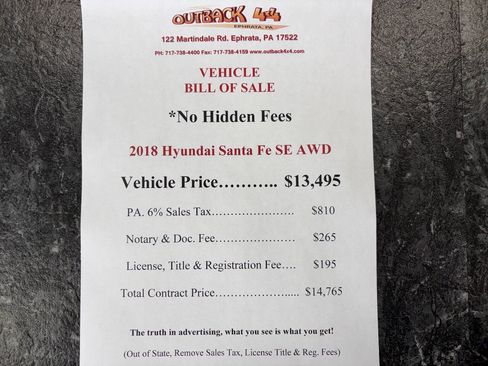 OUTBACK 4x4
EPHRATA, PA
122 Martindale Rd. Ephrata, PA 17522
PH: 717-738-4400 Fax: 717-738-4159 www.outback4x4.com
VEHICLE
BILL OF SALE
*No Hidden Fees
2018 Hyundai Santa Fe SE AWD
Vehicle Price……….. $13,495
PA. 6% Sales Tax………………… $810
Notary & Doc. Fee………………… $265
License, Title & Registration Fee…. $195
Total Contract Price………………..... $14,765
The truth in advertising, what you see is what you get!
(Out of State, Remove Sales Tax, License Title & Reg. Fees)